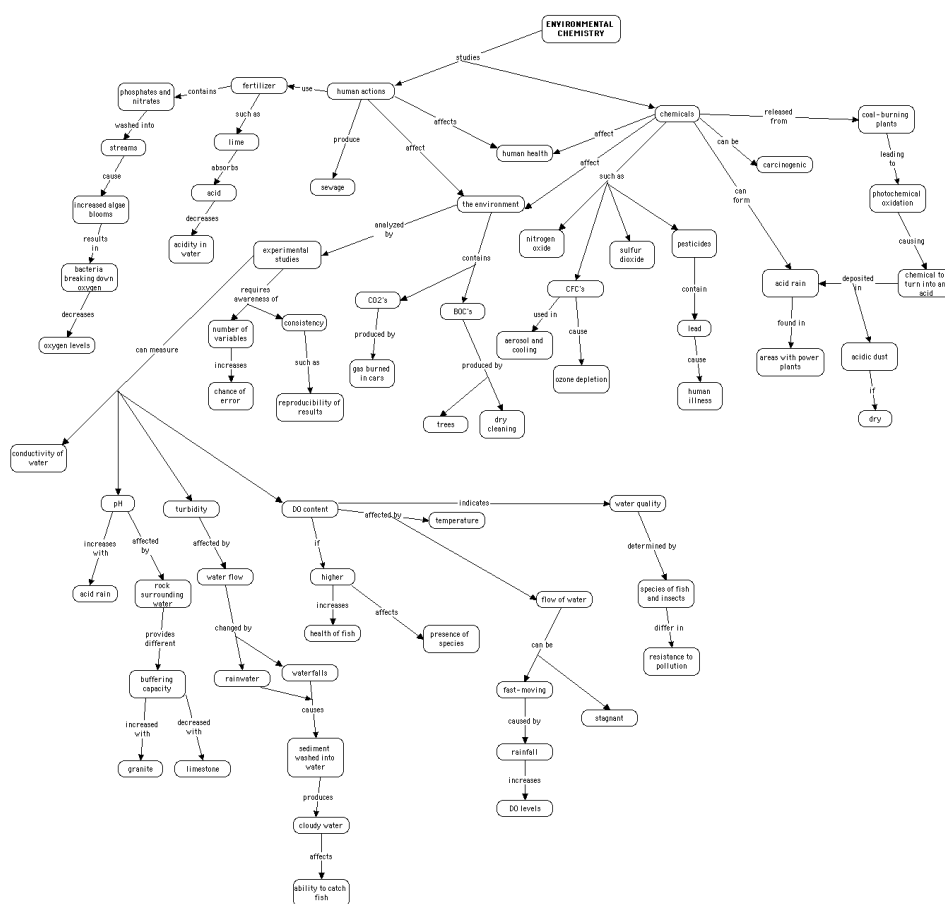 ENVIRONMENTAL
CHEMISTRY
studies
human actions
use
fertilizer
contains
phosphates and
nitrates
washed into
streams
cause
increased algae
blooms
results
in
bacteria
breaking down
oxygen
decreases
oxygen levels
such as
lime
absorbs
acid
decreases
acidity in
water
produce
sewage
affects
human health
affect
the environment
chemicals
affect
affect
released
from
coal-burning
plants
leading
to
photochemical
oxidation
causing
chemical to
turn into an
acid
can be
carcinogenic
can
form
acid rain
deposited
in
acidic dust
if
dry
found in
areas with power
plants
such
as
nitrogen
oxide
CFC's
used in
aerosol and
cooling
cause
ozone depletion
sulfur
dioxide
pesticides
contain
lead
cause
human
illness
analyzed
by
experimental
studies
requires
awareness of
number of
variables
increases
chance of
error
consistency
such as
reproducibility of
results
contains
CO2's
produced by
gas burned
in cars
BOC's
produced by
trees
dry
cleaning
can measure
conductivity of
water
pH
increases
with
acid rain
affected
by
rock
surrounding
water
provides
different
buffering
capacity
increased
with
granite
decreased
with
limestone
turbidity
affected by
water flow
changed by
rainwater
waterfalls
causes
sediment
washed into
water
produces
cloudy water
affects
ability to catch
fish
DO content
if
higher
increases
health of fish
affects
presence of
species
indicates
water quality
determined by
species of fish
and insects
differ in
resistance to
pollution
affected by
temperature
flow of water
can be
fast-moving
stagnant
caused by
rainfall
increases
DO levels